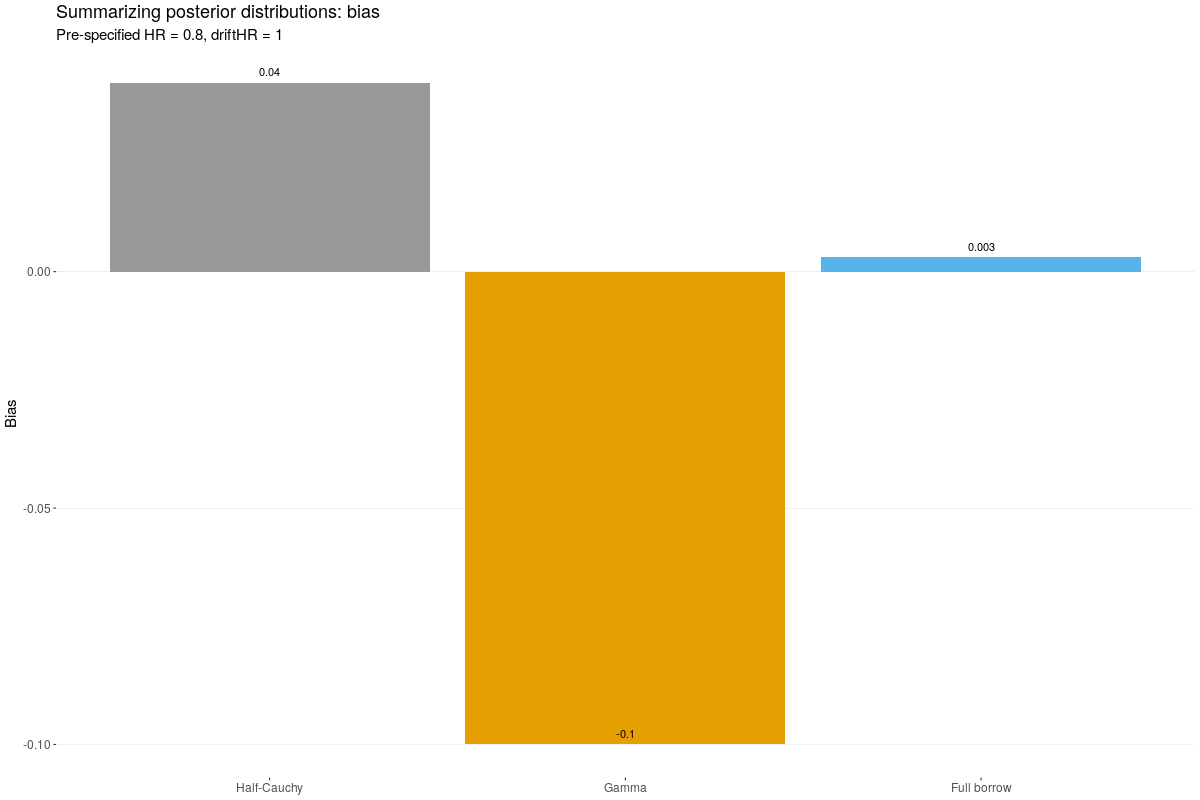 Summarizing posterior distributions: bias
Pre-specified HR = 0.8, driftHR = 1
0.04
0.003
0.00
Bias
-0.05
-0.1
-0.10
Half-Cauchy
Gamma
Full borrow